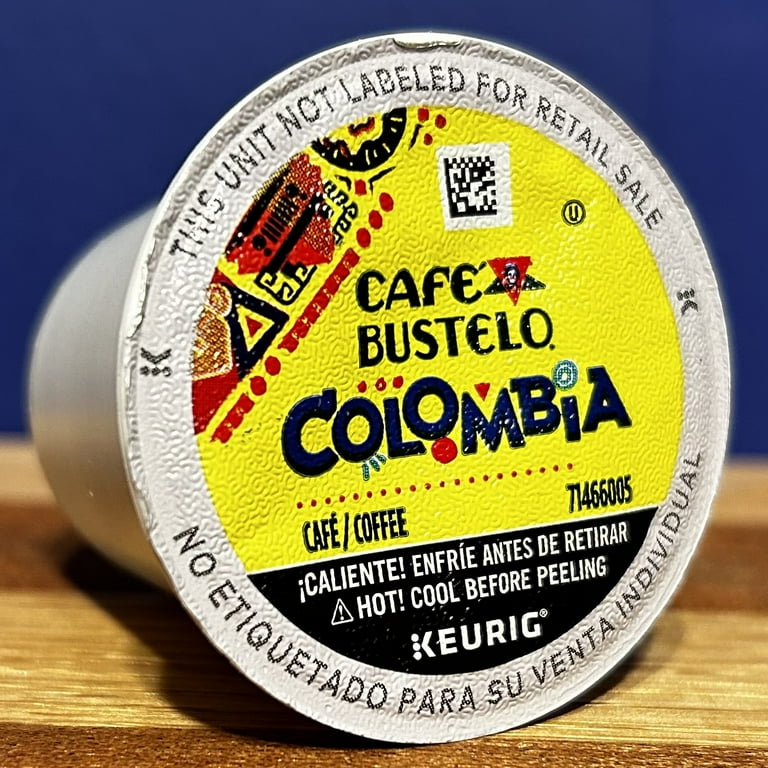 THIS UNIT NOT LABELED FOR RETAIL SALE
U
CAFÉ
BUSTELO
COLOMBIA
71466005
CAFÉ / COFFEE
¡CALIENTE! ENFRÍE ANTES DE RETIRAR
HOT! COOL BEFORE PEELING
KEURIG®
NO ETIQUETADO PARA SU VENTA INDIVIDUAL